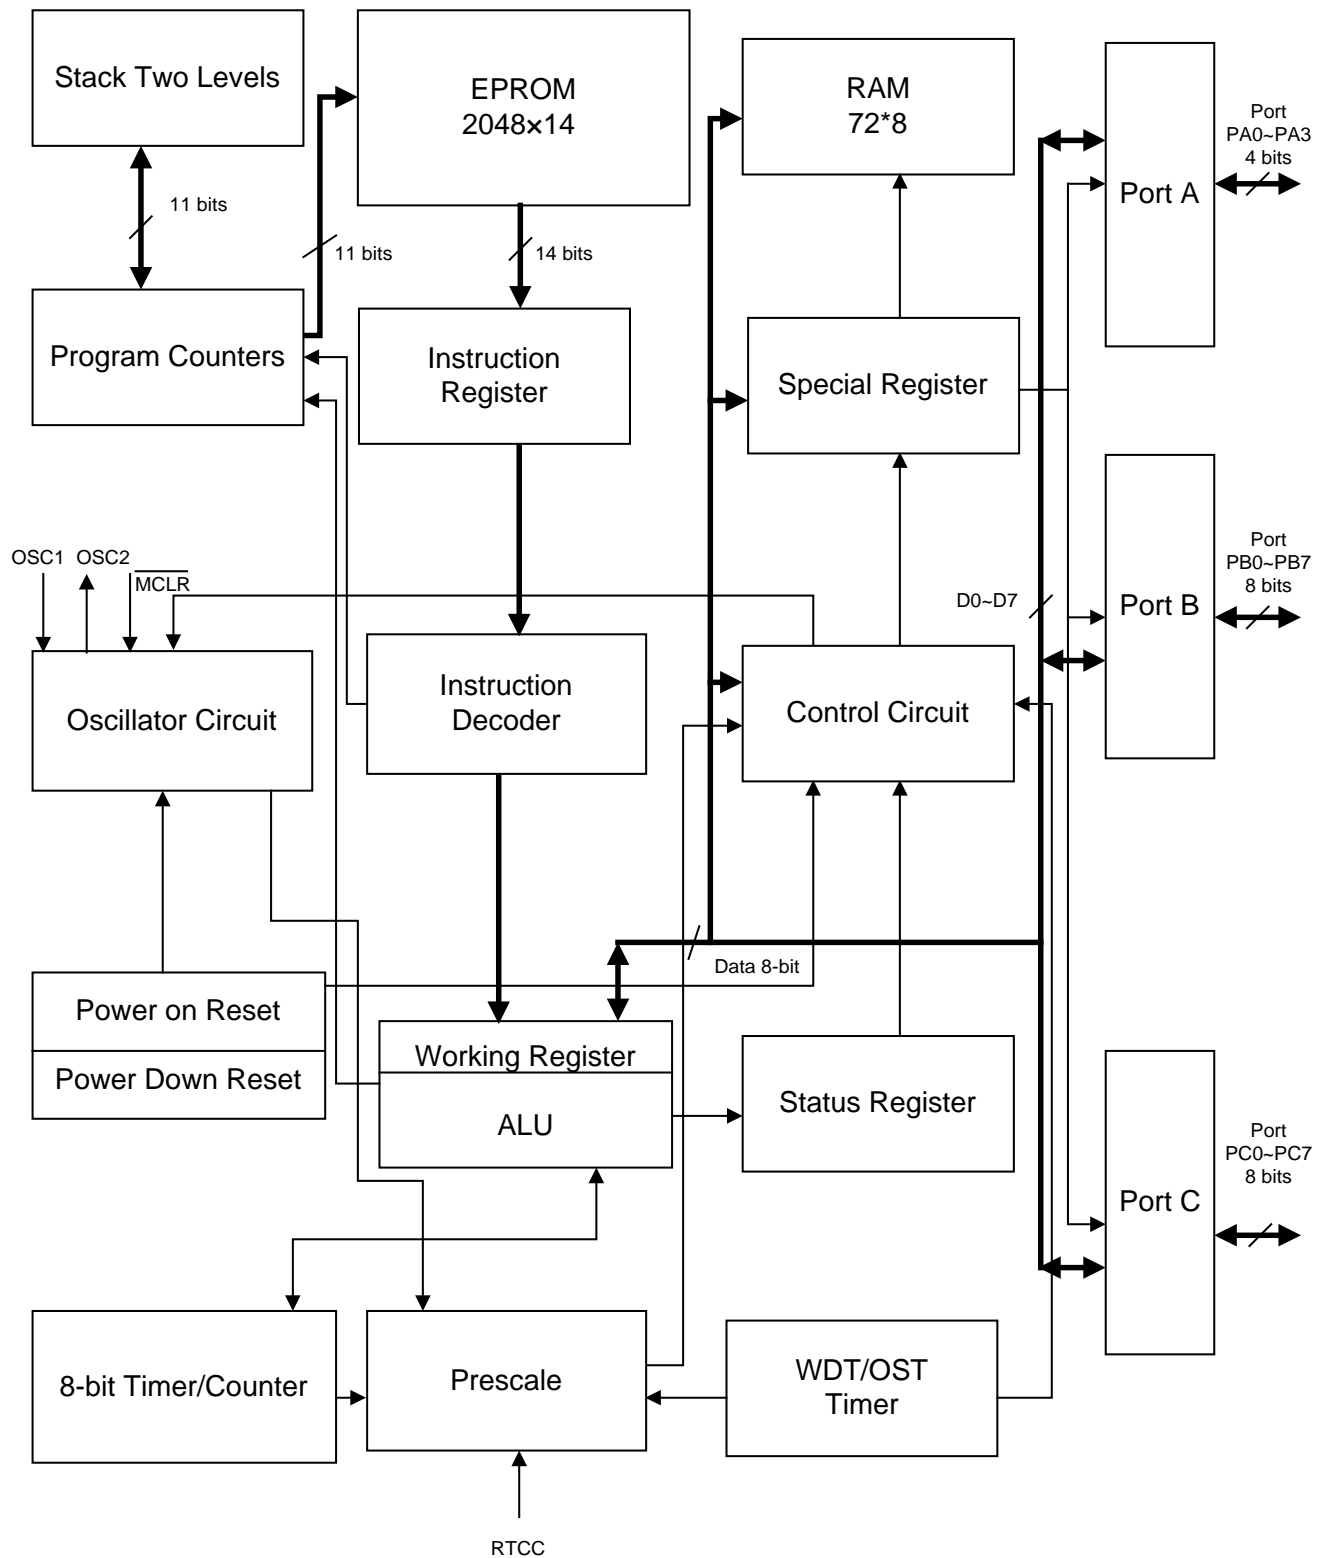 Stack Two Levels
EPROM
2048×14
RAM
72*8
Port
PA0~PA3
4 bits
Port A
11 bits
11 bits
14 bits
Program Counters
Instruction
Register
Special Register
OSC1
OSC2
MCLR
D0~D7
Port
PB0~PB7
8 bits
Port B
Oscillator Circuit
Instruction
Decoder
Control Circuit
Data 8-bit
Power on Reset
Power Down Reset
Working Register
ALU
Status Register
Port
PC0~PC7
8 bits
Port C
8-bit Timer/Counter
Prescale
WDT/OST
Timer
RTCC